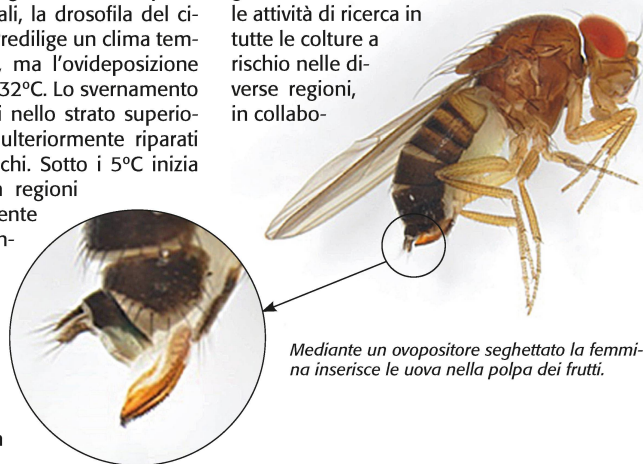 ali, la drosofila del ci-
redilige un clima tem-
, ma l'ovideposizione
32°C. Lo svernamento
i nello strato superio-
ulteriormente riparati
chi. Sotto i 5°C inizia
regioni
ente
n-
le attività di ricerca in
tutte le colture a
rischio nelle di-
verse regioni,
in collabo-
Mediante un ovopositore seghettato la femmi-
na inserisce le uova nella polpa dei frutti.